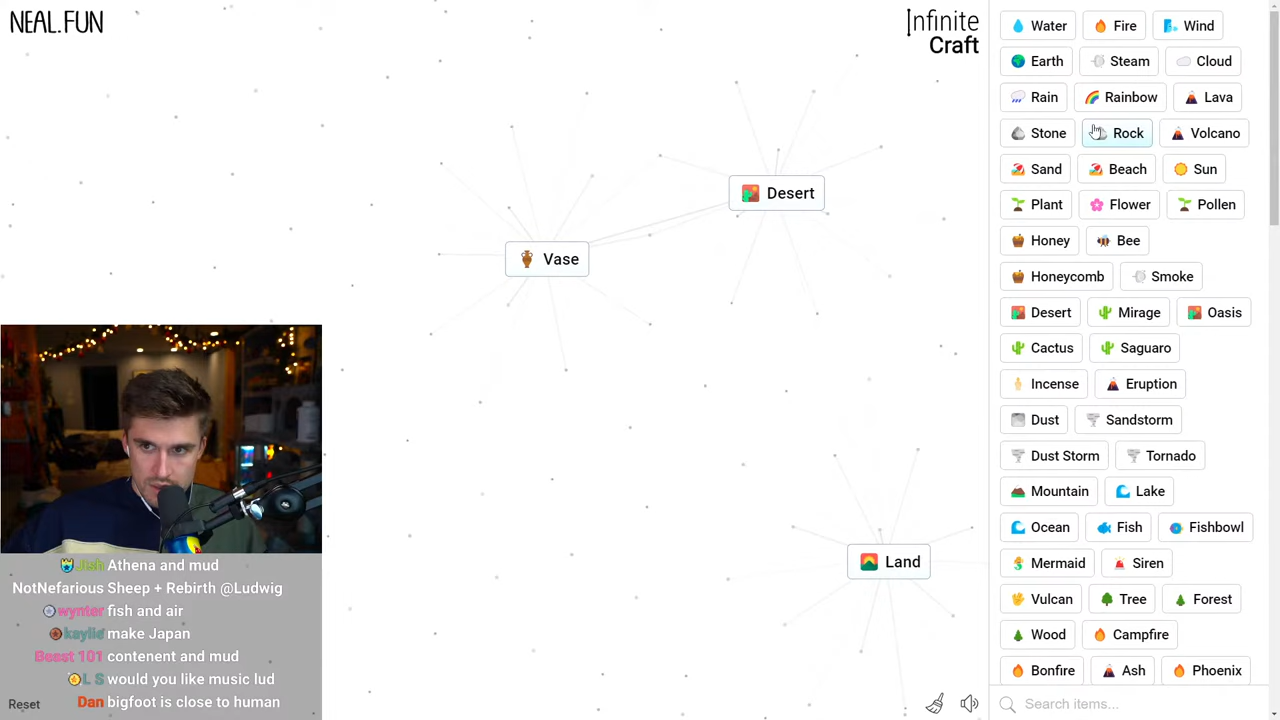 NEAL.FUN
Infinite
Craft
Desert
Vase
Land
Water Fire Wind
Earth Steam Cloud
Rain Rainbow Lava
Stone Rock Volcano
Sand Beach Sun
Plant Flower Pollen
Honey Bee
Honeycomb Smoke
Desert Mirage Oasis
Cactus Saguaro
Incense Eruption
Dust Sandstorm
Dust Storm Tornado
Mountain Lake
Ocean Fish Fishbowl
Mermaid Siren
Vulcan Tree Forest
Wood Campfire
Bonfire Ash Phoenix
Search items...
Jtsh Athena and mud
NotNefarious Sheep + Rebirth @Ludwig
wynter fish and air
kaylie make Japan
Beast 101 contenent and mud
L S would you like music lud
Dan bigfoot is close to human
Reset